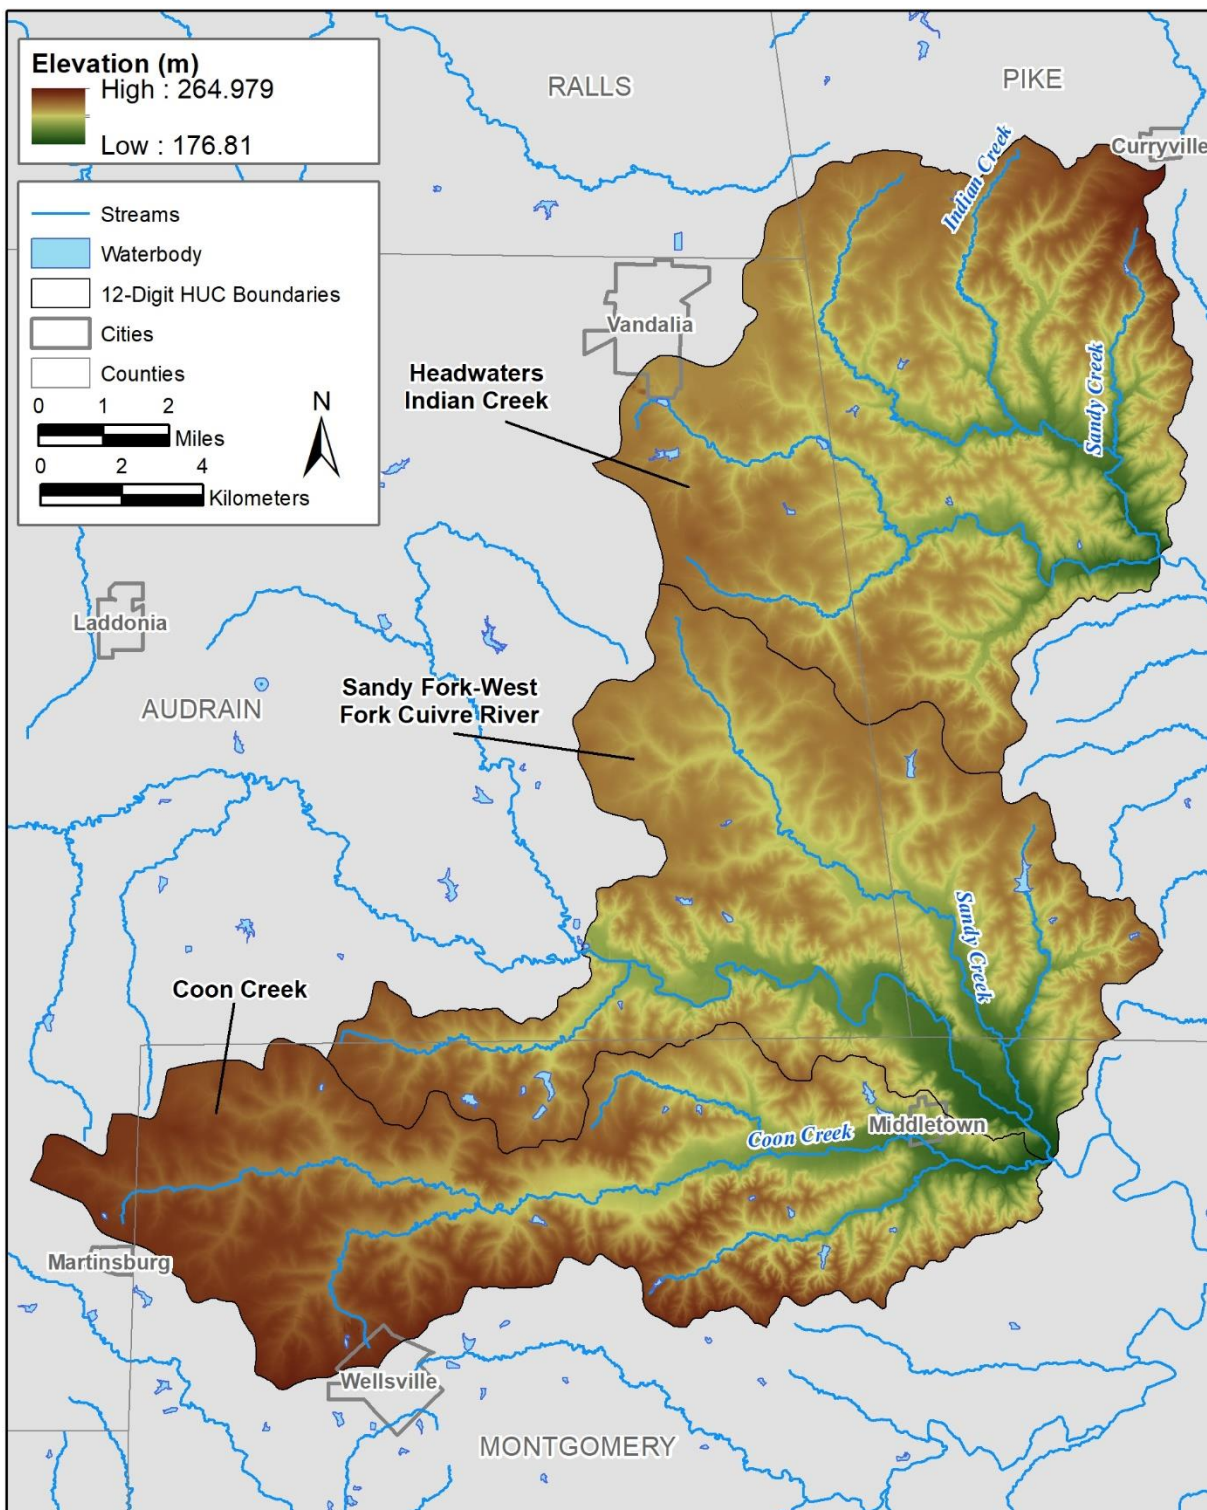 Elevation (m)
High : 264.979
Low : 176.81
Streams
Waterbody
12-Digit HUC Boundaries
Cities
Counties
0 1 2
Miles
0 2 4
Kilometers
N
RALLS
PIKE
Curryville
Indian Creek
Vandalia
Sandy Creek
Headwaters
Indian Creek
Laddonia
AUDRAIN
Sandy Fork-West
Fork Cuivre River
Sandy Creek
Coon Creek
Middletown
Coon Creek
Martinsburg
Wellsville
MONTGOMERY